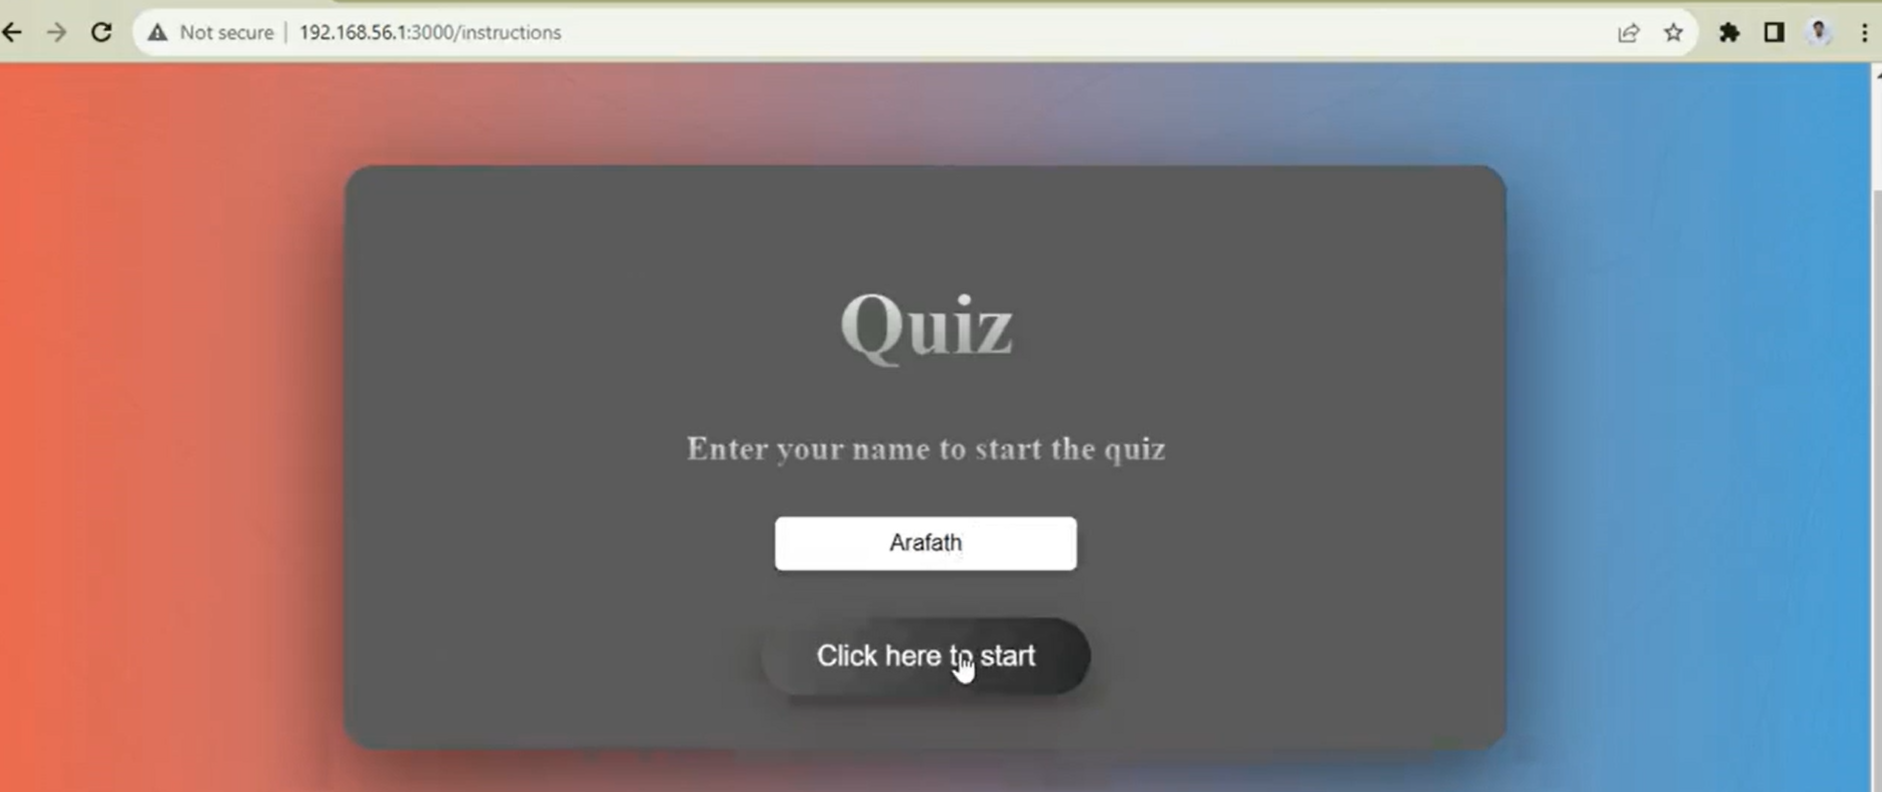 Not secure 192.168.56.1:3000/instructions
Quiz
Enter your name to start the quiz
Arafath
Click here to start